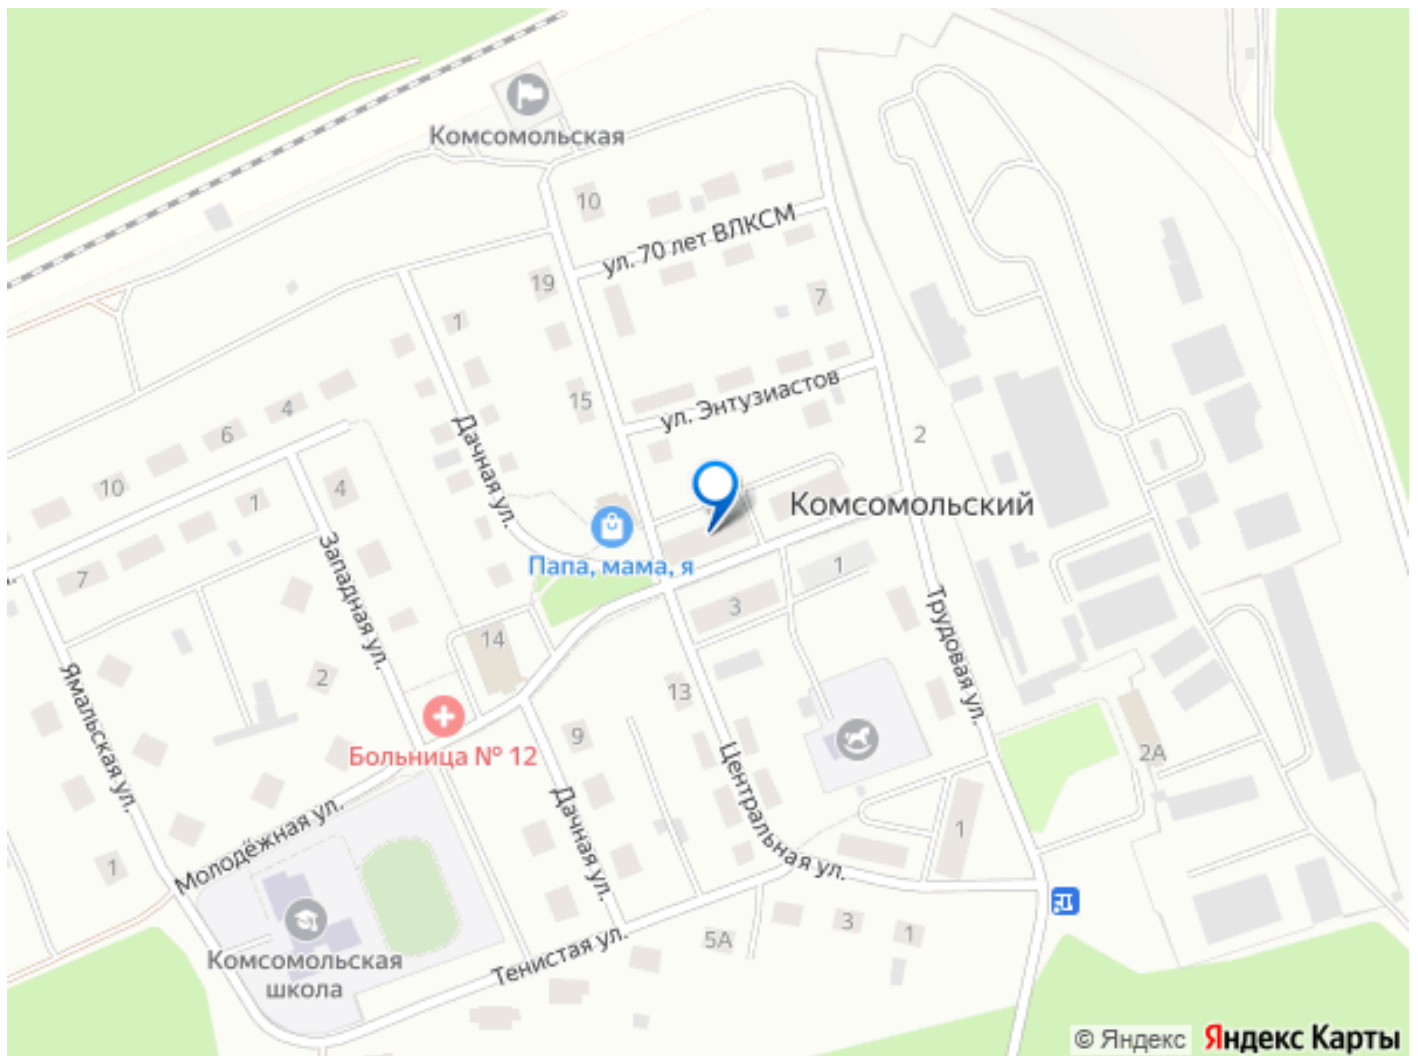 Комсомольская
10
ул. 70 лет ВЛКСМ
19
7
1
15
ул. Энтузиастов
4
6
10
1
4
Дачная ул.
2
Комсомольский
Папа, мама, я
7
Западная ул.
1
3
Трудовая ул.
14
2
13
Ямальская ул.
Больница № 12
9
2А
Центральная ул.
Дачная ул.
Молодёжная ул.
1
1
Комсомольская
школа
Тенистая ул.
5А
3
1
© Яндекс
Яндекс Карты